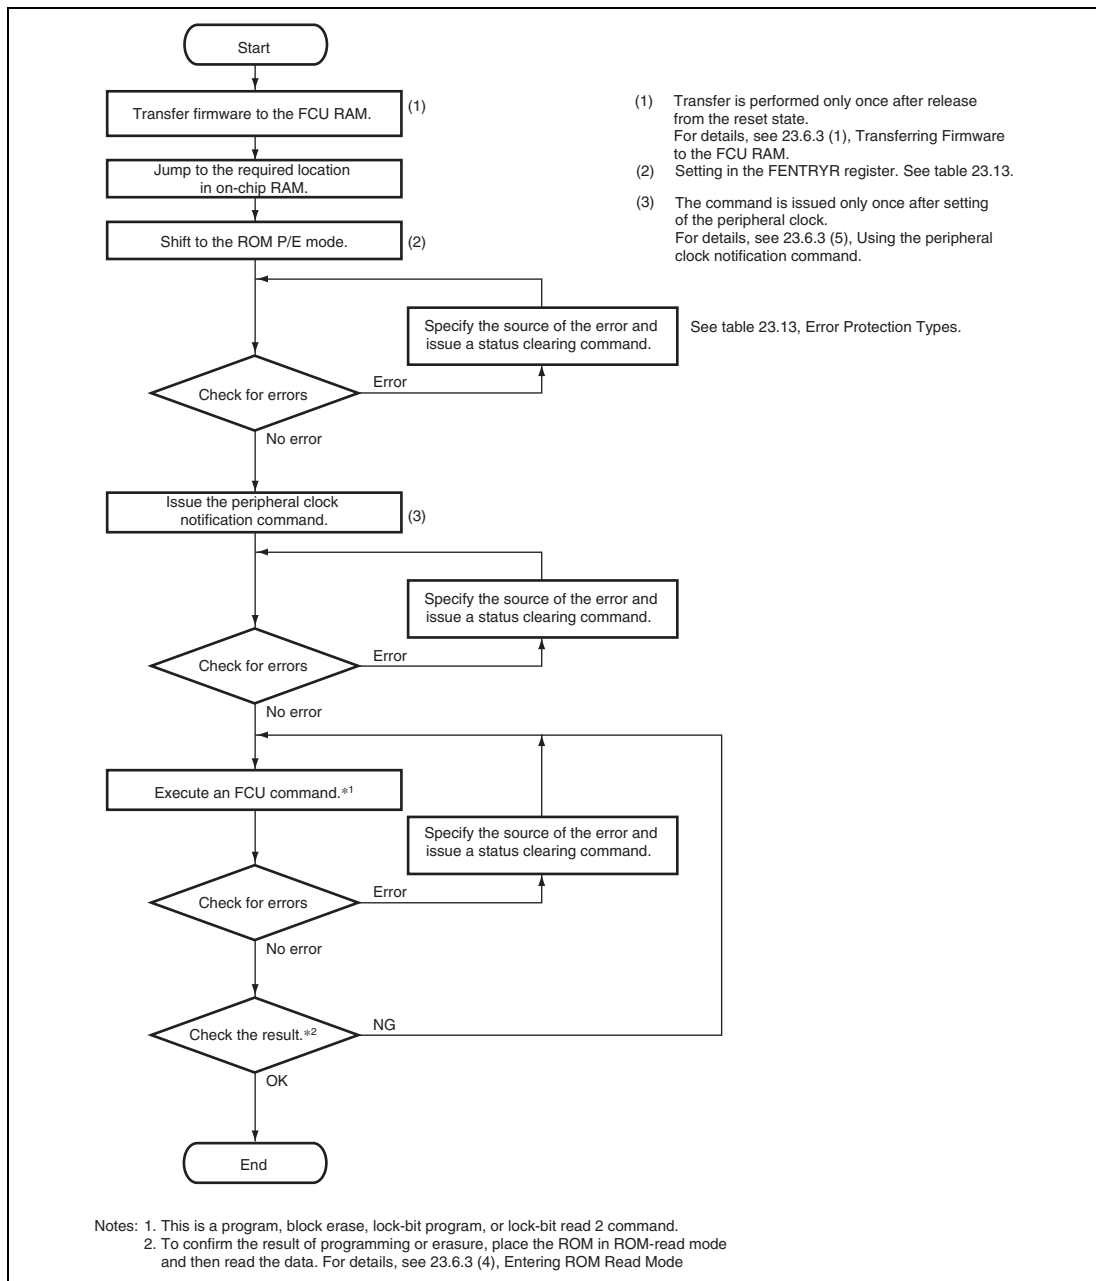 Start
Transfer firmware to the FCU RAM.
(1)
Jump to the required location
in on-chip RAM.
Shift to the ROM P/E mode.
(2)
(1) Transfer is performed only once after release
from the reset state.
For details, see 23.6.3 (1), Transferring Firmware
to the FCU RAM.
(2) Setting in the FENTRYR register. See table 23.13.
(3) The command is issued only once after setting
of the peripheral clock.
For details, see 23.6.3 (5), Using the peripheral
clock notification command.
Specify the source of the error and
issue a status clearing command.
See table 23.13, Error Protection Types.
Check for errors
Error
No error
Issue the peripheral clock
notification command.
(3)
Specify the source of the error and
issue a status clearing command.
Check for errors
Error
No error
Execute an FCU command.*1
Specify the source of the error and
issue a status clearing command.
Check for errors
Error
No error
Check the result.*2
NG
OK
End
Notes: 1. This is a program, block erase, lock-bit program, or lock-bit read 2 command.
2. To confirm the result of programming or erasure, place the ROM in ROM-read mode
and then read the data. For details, see 23.6.3 (4), Entering ROM Read Mode